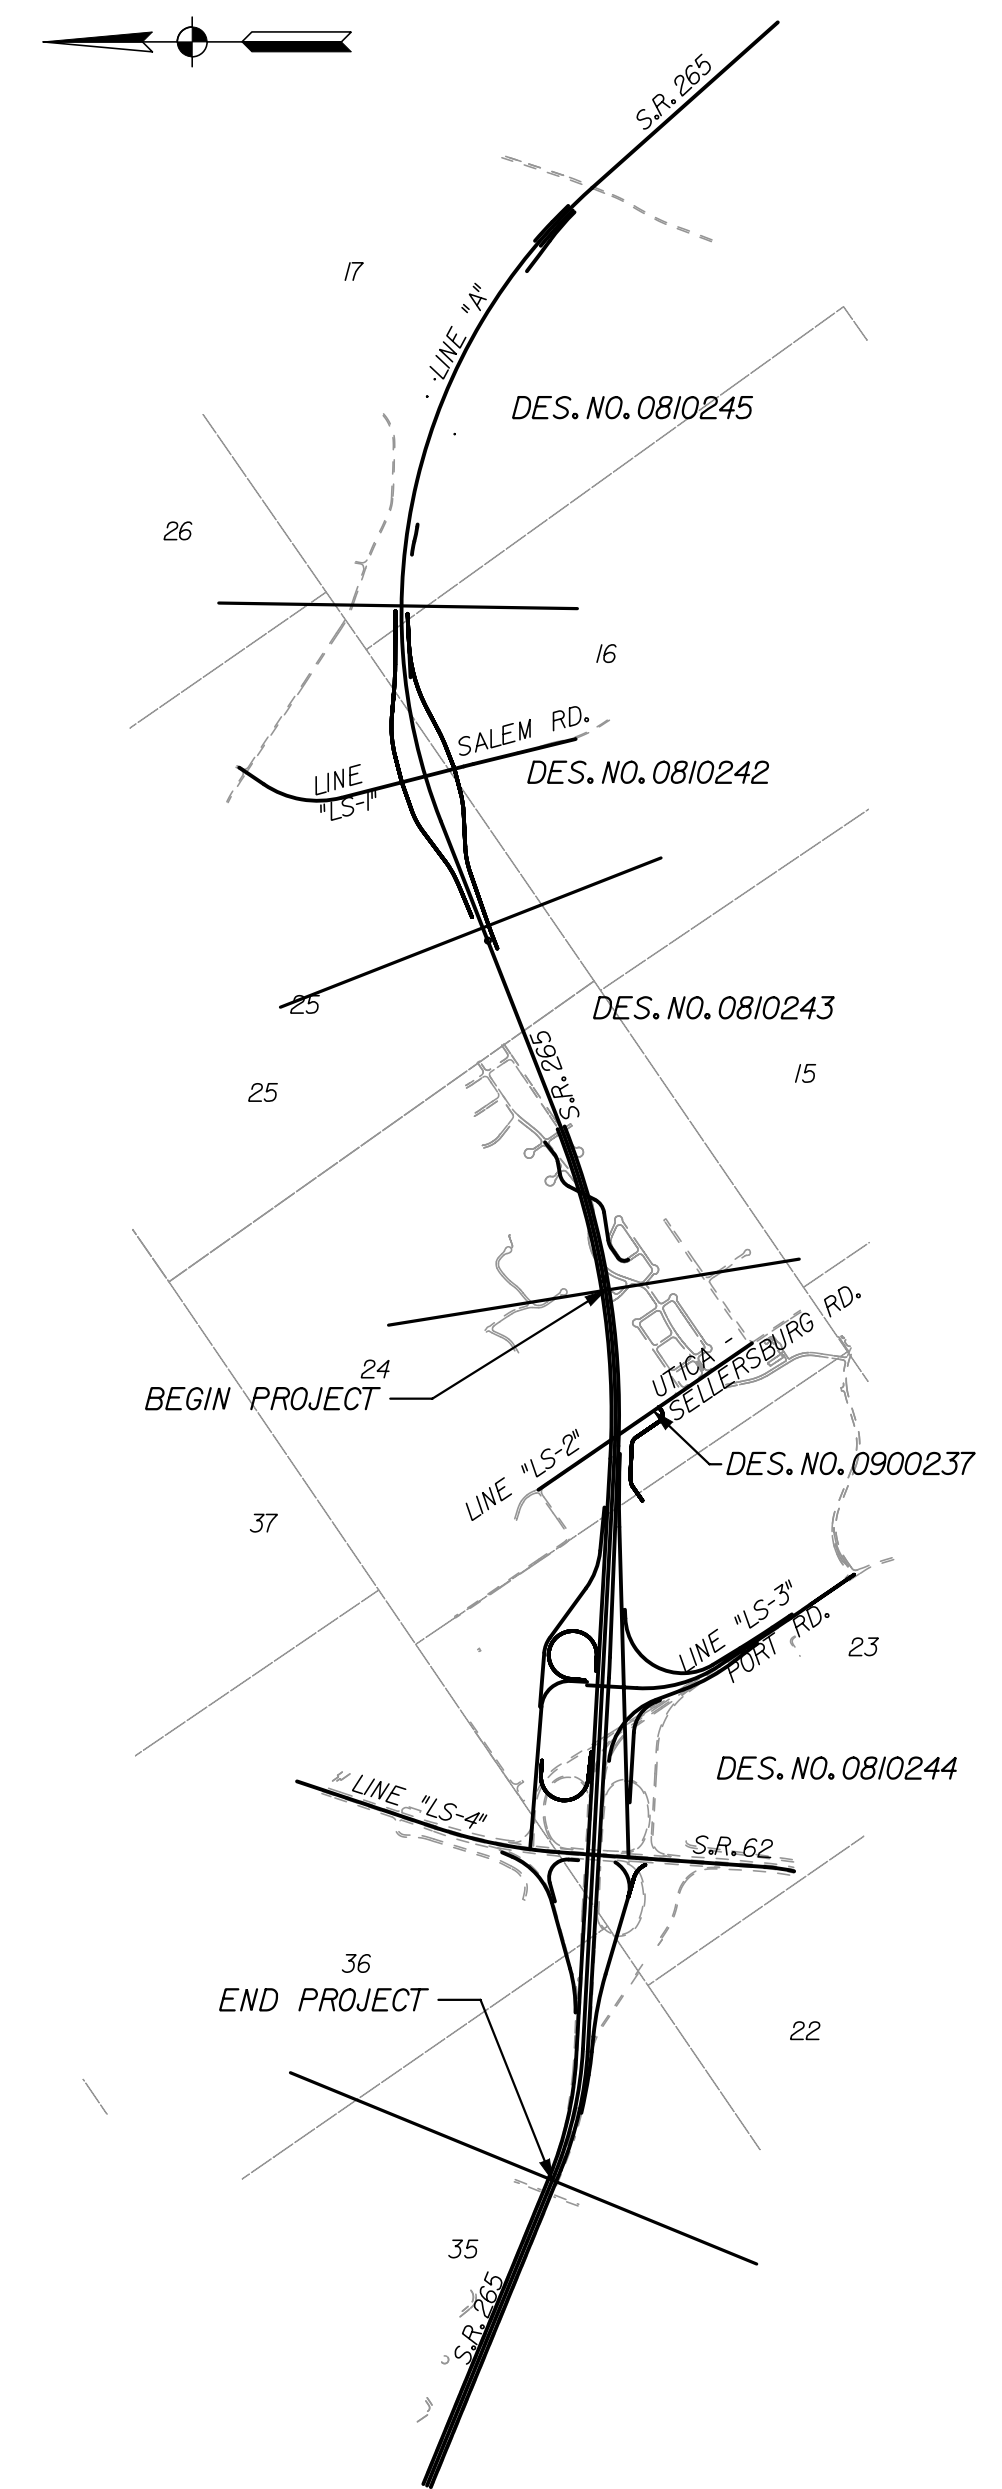 S.R. 265
17
LINE "A"
DES. NO. 0810245
26
16
SALEM RD.
LINE
"LS-1"
DES. NO. 0810242
25
DES. NO. 0810243
S.R. 265
15
25
24
BEGIN PROJECT
UTICA -
SELLERSBURG RD.
LINE "LS-2"
DES. NO. 0900237
37
LINE "LS-3"
PORT RD.
23
DES. NO. 0810244
LINE "LS-4"
S.R. 62
36
END PROJECT
22
35
S.R. 265